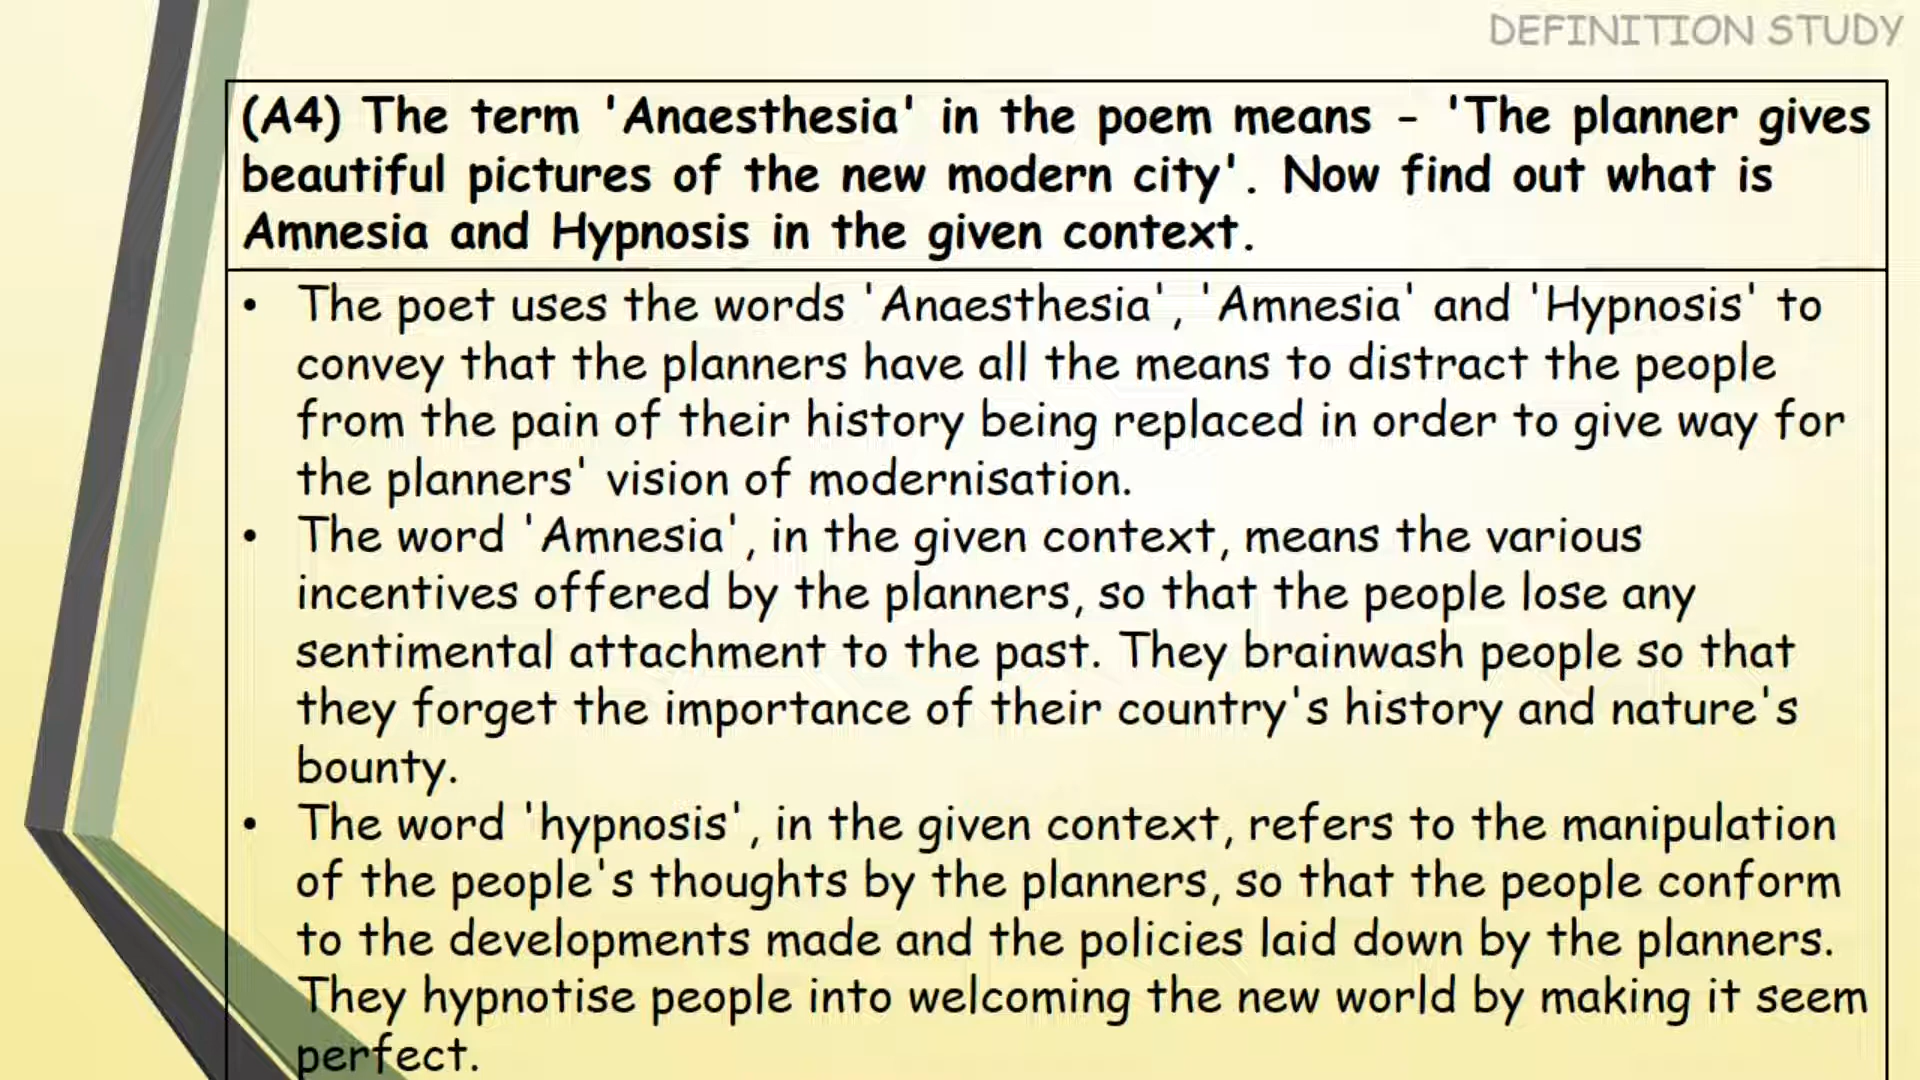 DEFINITION STUDY
(A4) The term 'Anaesthesia' in the poem means - 'The planner gives
beautiful pictures of the new modern city'. Now find out what is
Amnesia and Hypnosis in the given context.
• The poet uses the words 'Anaesthesia', 'Amnesia' and 'Hypnosis' to
convey that the planners have all the means to distract the people
from the pain of their history being replaced in order to give way for
the planners' vision of modernisation.
• The word 'Amnesia', in the given context, means the various
incentives offered by the planners, so that the people lose any
sentimental attachment to the past. They brainwash people so that
they forget the importance of their country's history and nature's
bounty.
• The word 'hypnosis', in the given context, refers to the manipulation
of the people's thoughts by the planners, so that the people conform
to the developments made and the policies laid down by the planners.
They hypnotise people into welcoming the new world by making it seem
perfect.